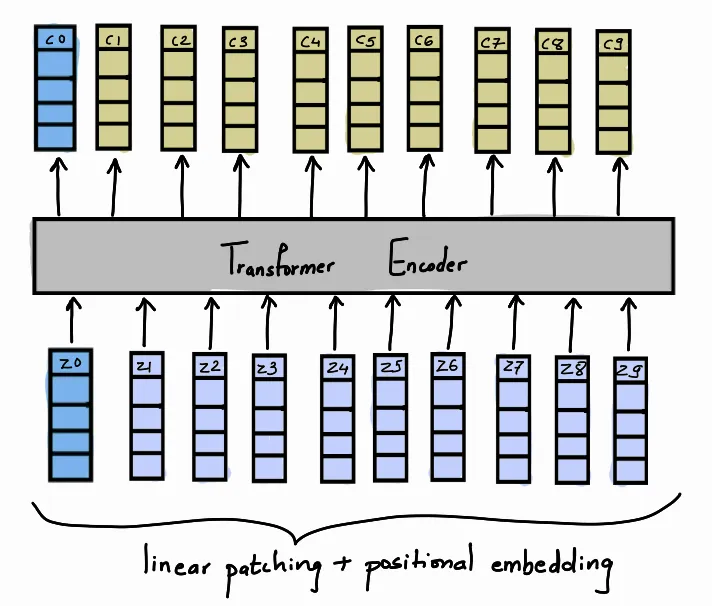 C0 C1 C2 C3 C4 C5 C6 C7 C8 C9
Transformer Encoder
Z0 Z1 Z2 Z3 Z4 Z5 Z6 Z7 Z8 Z9
linear patching + positional embedding